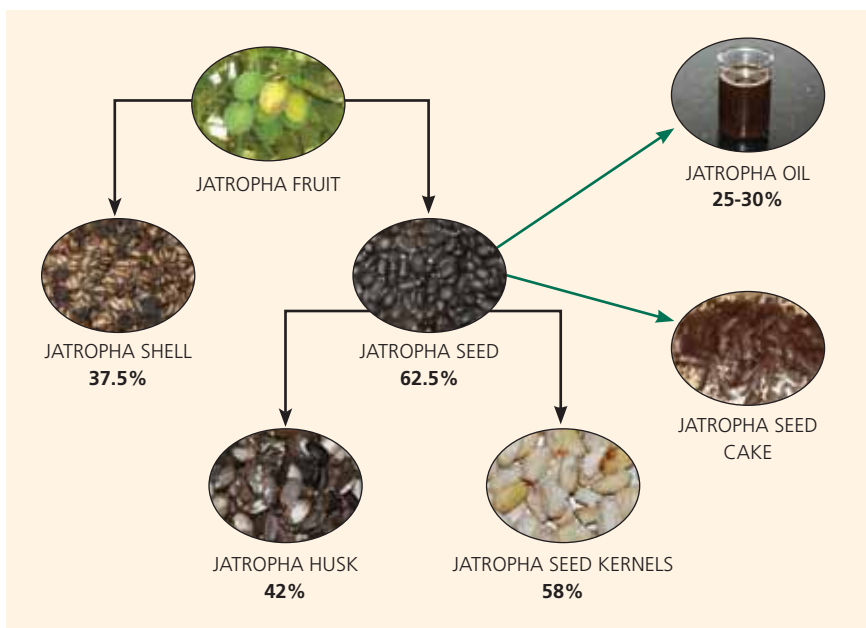 JATROPHA FRUIT
JATROPHA OIL
25-30%
JATROPHA SHELL
37.5%
JATROPHA SEED
62.5%
JATROPHA SEED
CAKE
JATROPHA HUSK
42%
JATROPHA SEED KERNELS
58%